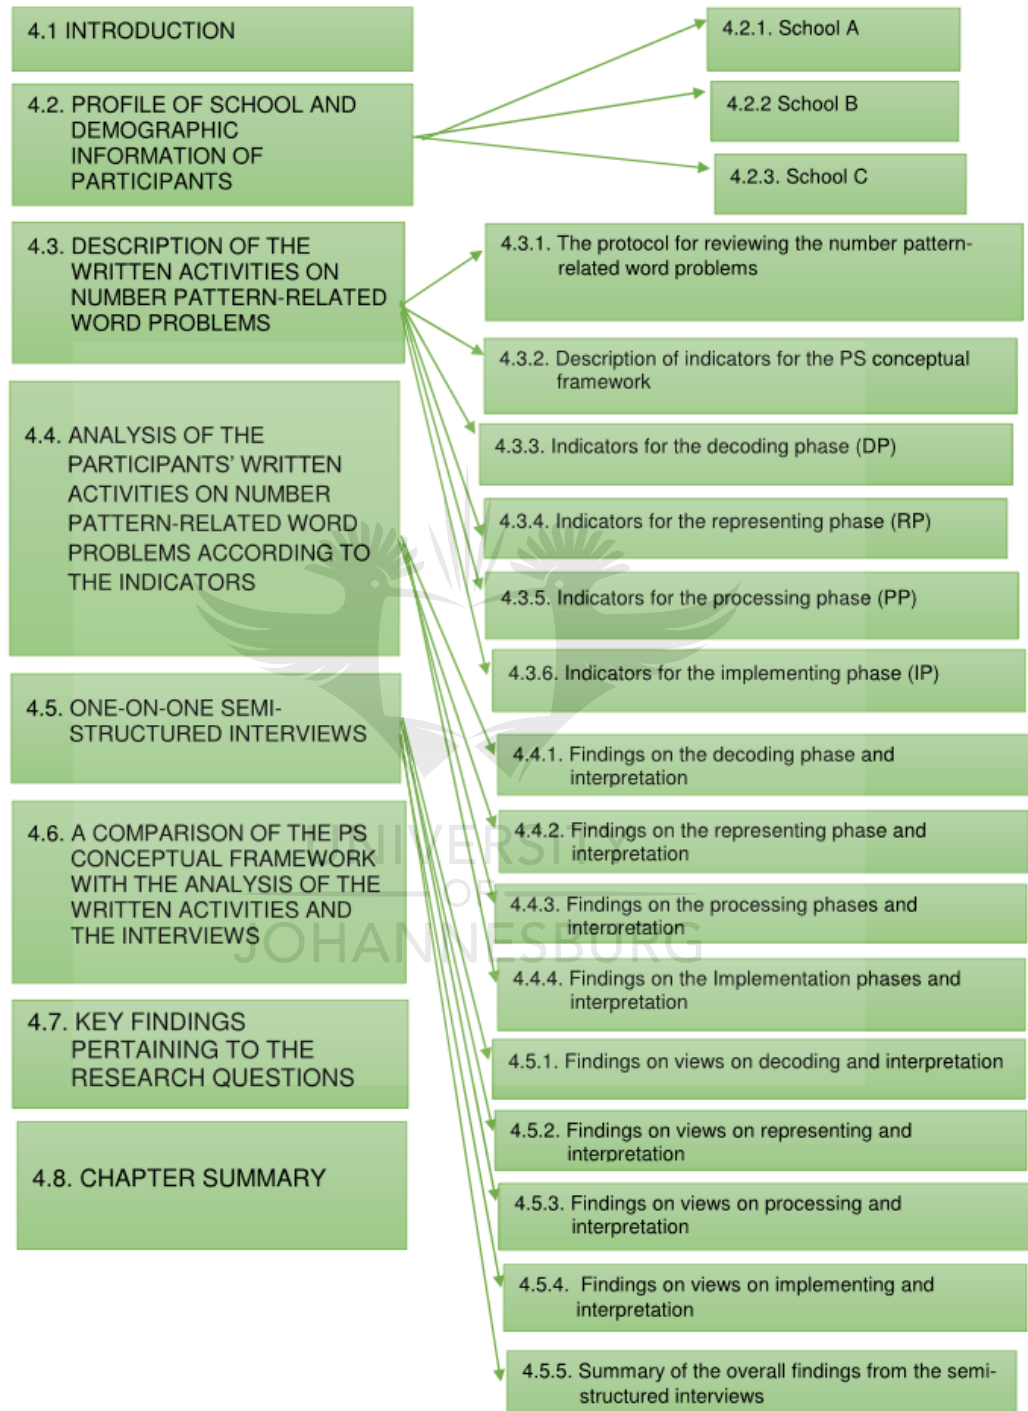 4.1 INTRODUCTION
4.2. PROFILE OF SCHOOL AND
DEMOGRAPHIC
INFORMATION OF
PARTICIPANTS
4.3. DESCRIPTION OF THE
WRITTEN ACTIVITIES ON
NUMBER PATTERN-RELATED
WORD PROBLEMS
4.4. ANALYSIS OF THE
PARTICIPANTS' WRITTEN
ACTIVITIES ON NUMBER
PATTERN-RELATED WORD
PROBLEMS ACCORDING TO
THE INDICATORS
4.5. ONE-ON-ONE SEMI-
STRUCTURED INTERVIEWS
4.6. A COMPARISON OF THE PS
CONCEPTUAL FRAMEWORK
WITH THE ANALYSIS OF THE
WRITTEN ACTIVITIES AND
THE INTERVIEWS
4.7. KEY FINDINGS
PERTAINING TO THE
RESEARCH QUESTIONS
4.8. CHAPTER SUMMARY
4.2.1. School A
4.2.2 School B
4.2.3. School C
4.3.1. The protocol for reviewing the number pattern-
related word problems
4.3.2. Description of indicators for the PS conceptual
framework
4.3.3. Indicators for the decoding phase (DP)
4.3.4. Indicators for the representing phase (RP)
4.3.5. Indicators for the processing phase (PP)
4.3.6. Indicators for the implementing phase (IP)
4.4.1. Findings on the decoding phase and
interpretation
4.4.2. Findings on the representing phase and
interpretation
4.4.3. Findings on the processing phases and
interpretation
4.4.4. Findings on the Implementation phases and
interpretation
4.5.1. Findings on views on decoding and interpretation
4.5.2. Findings on views on representing and
interpretation
4.5.3. Findings on views on processing and
interpretation
4.5.4. Findings on views on implementing and
interpretation
4.5.5. Summary of the overall findings from the semi-
structured interviews
UNIVERSITY
OF
JOHANNESBURG